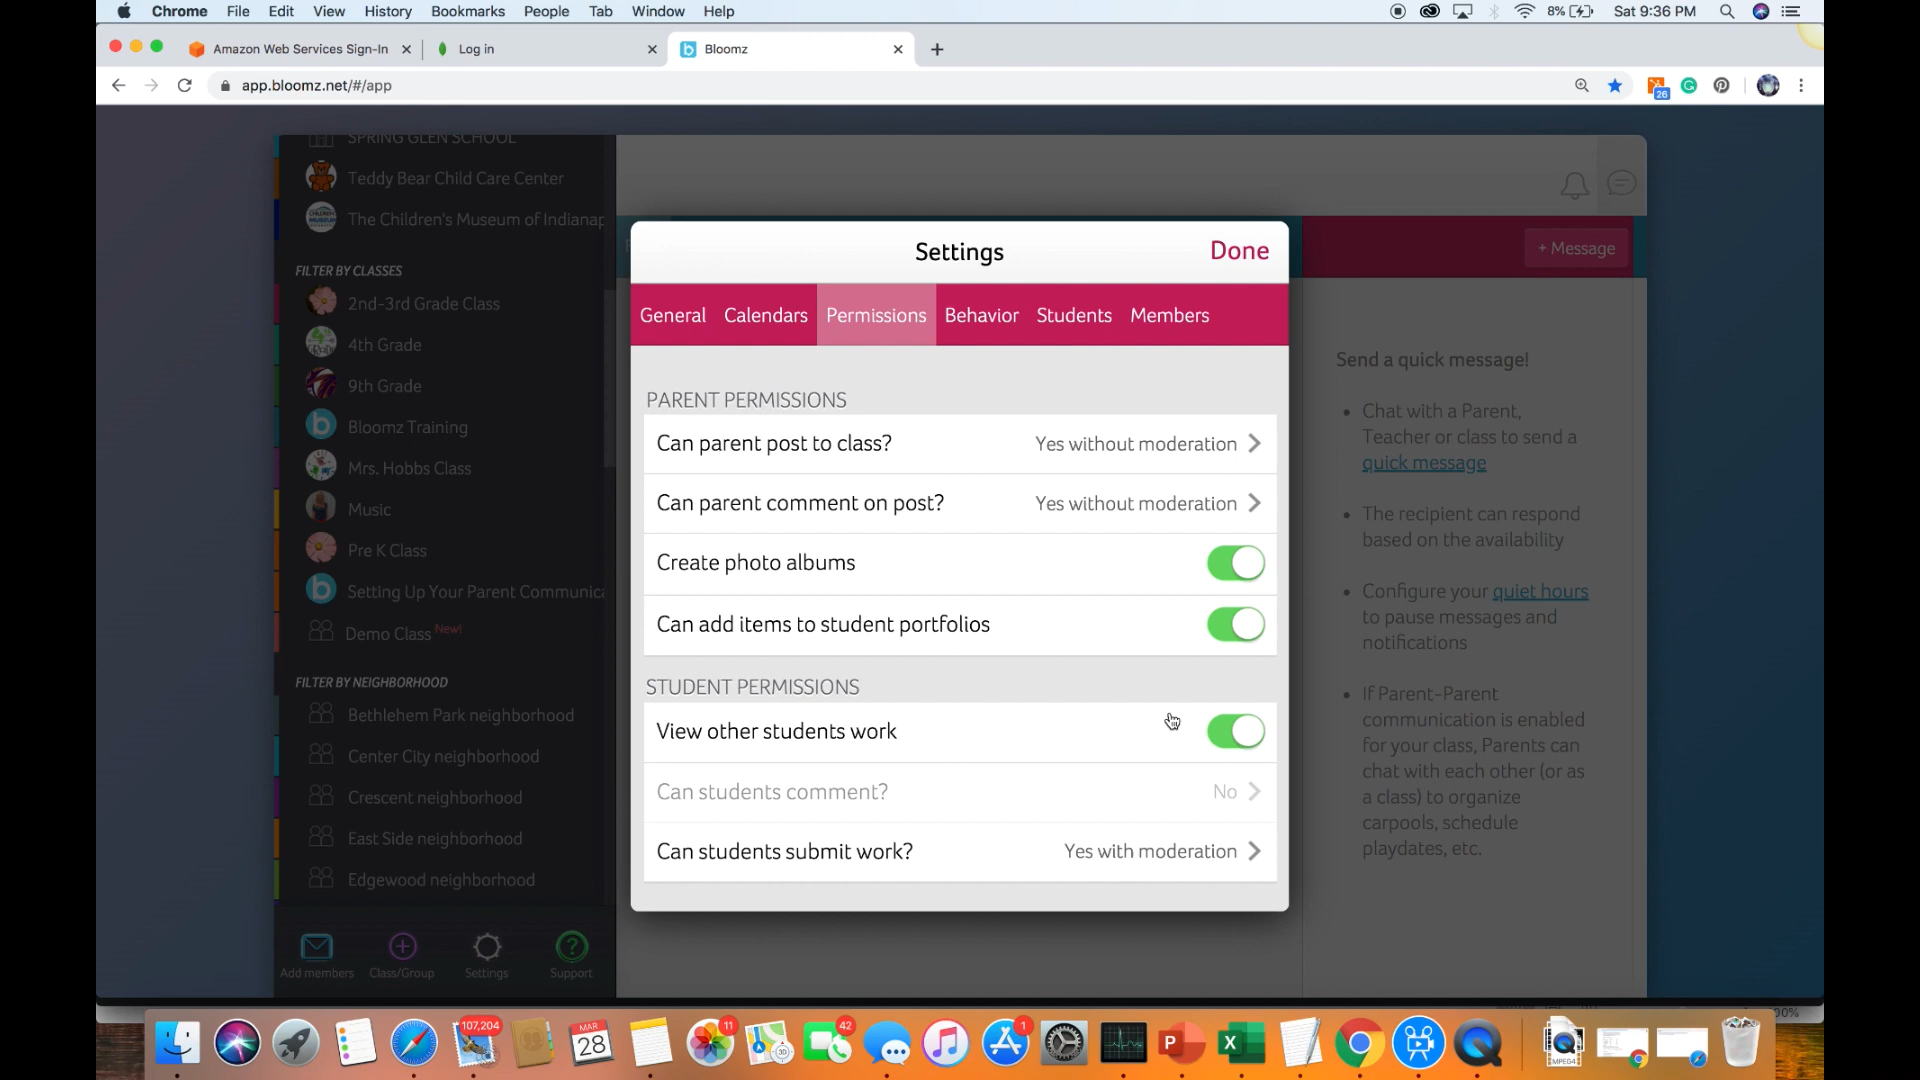 Chrome File Edit View History Bookmarks People Tab Window Help 8% Sat 9:36 PM
Amazon Web Services Sign-In Log in Bloomz
app.bloomz.net/#/app 26
SPRING GLEN SCHOOL
Teddy Bear Child Care Center
The Children's Museum of Indianap
FILTER BY CLASSES
2nd-3rd Grade Class
4th Grade
9th Grade
Bloomz Training
Mrs. Hobbs Class
Music
Pre K Class
Setting Up Your Parent Communica
Demo Class New!
FILTER BY NEIGHBORHOOD
Bethlehem Park neighborhood
Center City neighborhood
Crescent neighborhood
East Side neighborhood
Edgewood neighborhood
Add members Class/Group Settings Support
Settings Done
General Calendars Permissions Behavior Students Members
PARENT PERMISSIONS
Can parent post to class? Yes without moderation
Can parent comment on post? Yes without moderation
Create photo albums
Can add items to student portfolios
STUDENT PERMISSIONS
View other students work
Can students comment? No
Can students submit work? Yes with moderation
+ Message
Send a quick message!
• Chat with a Parent,
Teacher or class to send a
quick message
• The recipient can respond
based on the availability
• Configure your quiet hours
to pause messages and
notifications
• If Parent-Parent
communication is enabled
for your class, Parents can
chat with each other (or as
a class) to organize
carpools, schedule
playdates, etc.
107,204 MAR 28 11 42 1 P X MPEG4